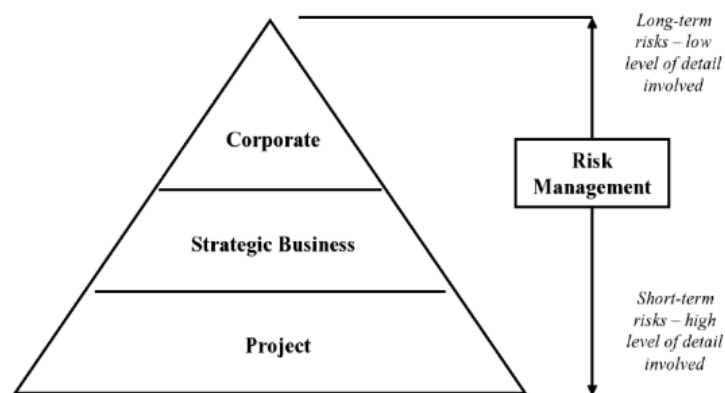 Long-term
risks – low
level of detail
involved
Corporate
Risk
Management
Strategic Business
Short-term
risks – high
level of detail
involved
Project